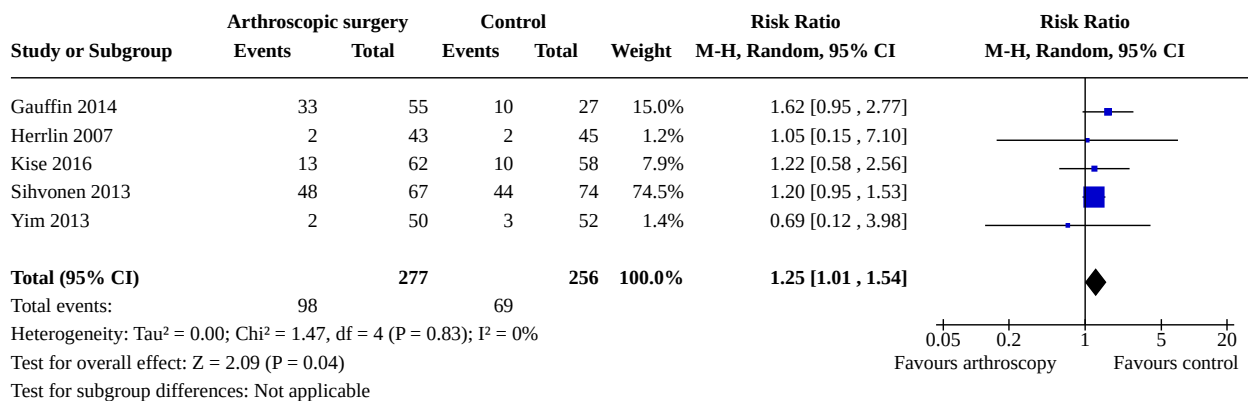 Arthroscopic surgery Control Risk Ratio Risk Ratio
Study or Subgroup Events Total Events Total Weight M-H, Random, 95% CI M-H, Random, 95% CI
Gauffin 2014 33 55 10 27 15.0% 1.62 [0.95 , 2.77]
Herrlin 2007 2 43 2 45 1.2% 1.05 [0.15 , 7.10]
Kise 2016 13 62 10 58 7.9% 1.22 [0.58 , 2.56]
Sihvonen 2013 48 67 44 74 74.5% 1.20 [0.95 , 1.53]
Yim 2013 2 50 3 52 1.4% 0.69 [0.12 , 3.98]
Total (95% CI) 277 256 100.0% 1.25 [1.01 , 1.54]
Total events: 98 69
Heterogeneity: Tau² = 0.00; Chi² = 1.47, df = 4 (P = 0.83); I² = 0%
0.05 0.2 1 5 20
Test for overall effect: Z = 2.09 (P = 0.04)
Favours arthroscopy Favours control
Test for subgroup differences: Not applicable